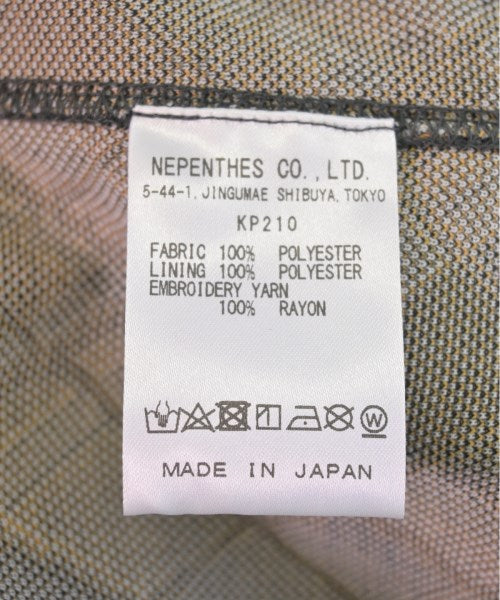 NEPENTHES CO.,LTD.
5-44-1, JINGUMAE SHIBUYA, TOKYO
KP210
FABRIC 100% POLYESTER
LINING 100% POLYESTER
EMBROIDERY YARN
100% RAYON
W
MADE IN JAPAN